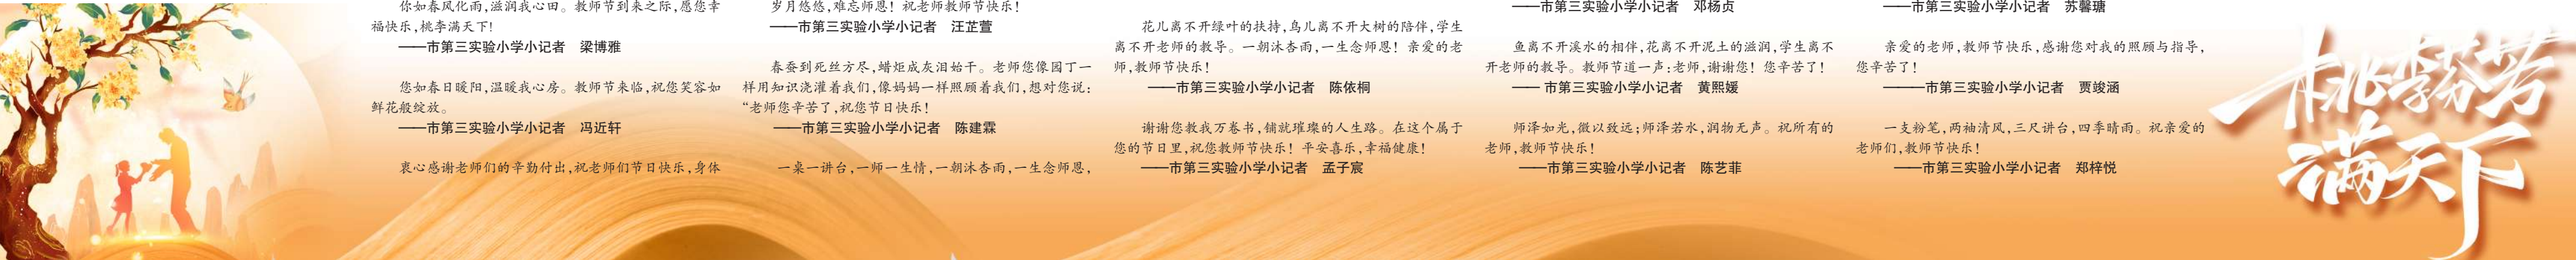 你如春风化雨,滋润我心田。教师节到来之际,愿您幸
福快乐,桃李满天下!
——市第三实验小学小记者 梁博雅
您如春日暖阳,温暖我心房。教师节来临,祝您笑容如
鲜花般绽放。
——市第三实验小学小记者 冯近轩
衷心感谢老师们的辛勤付出,祝老师们节日快乐,身体
岁月悠悠,难忘师恩!祝老师教师节快乐!
——市第三实验小学小记者 汪芷萱
春蚕到死丝方尽,蜡炬成灰泪始干。老师您像园丁一
样用知识浇灌着我们,像妈妈一样照顾着我们,想对您说:
“老师您辛苦了,祝您节日快乐!
——市第三实验小学小记者 陈建霖
一桌一讲台,一师一生情,一朝沐杏雨,一生念师恩,
花儿离不开绿叶的扶持,鸟儿离不开大树的陪伴,学生
离不开老师的教导。一朝沐杏雨,一生念师恩!亲爱的老
师,教师节快乐!
——市第三实验小学小记者 陈依桐
谢谢您教我万卷书,铺就璀璨的人生路。在这个属于
您的节日里,祝您教师节快乐!平安喜乐,幸福健康!
——市第三实验小学小记者 孟子宸
——市第三实验小学小记者 邓杨贞
鱼离不开溪水的相伴,花离不开泥土的滋润,学生离不
开老师的教导。教师节道一声:老师,谢谢您!您辛苦了!
—— 市第三实验小学小记者 黄熙媛
师泽如光,微以致远;师泽若水,润物无声。祝所有的
老师,教师节快乐!
——市第三实验小学小记者 陈艺菲
——市第三实验小学小记者 苏馨瑭
亲爱的老师,教师节快乐,感谢您对我的照顾与指导,
您辛苦了!
——市第三实验小学小记者 贾竣涵
一支粉笔,两袖清风,三尺讲台,四季晴雨。祝亲爱的
老师们,教师节快乐!
——市第三实验小学小记者 郑梓悦
桃李芬芳
满天下